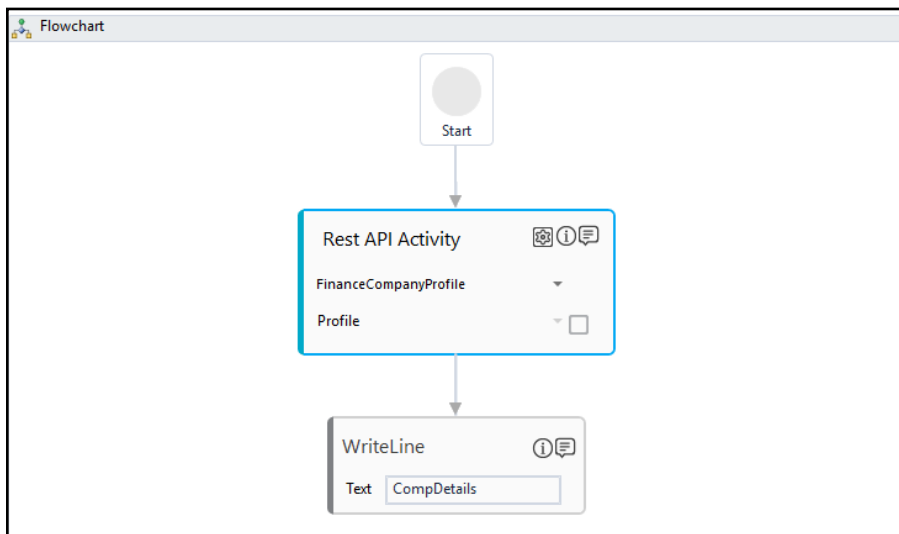 Flowchart
Start
Rest API Activity
FinanceCompanyProfile
Profile
WriteLine
Text CompDetails